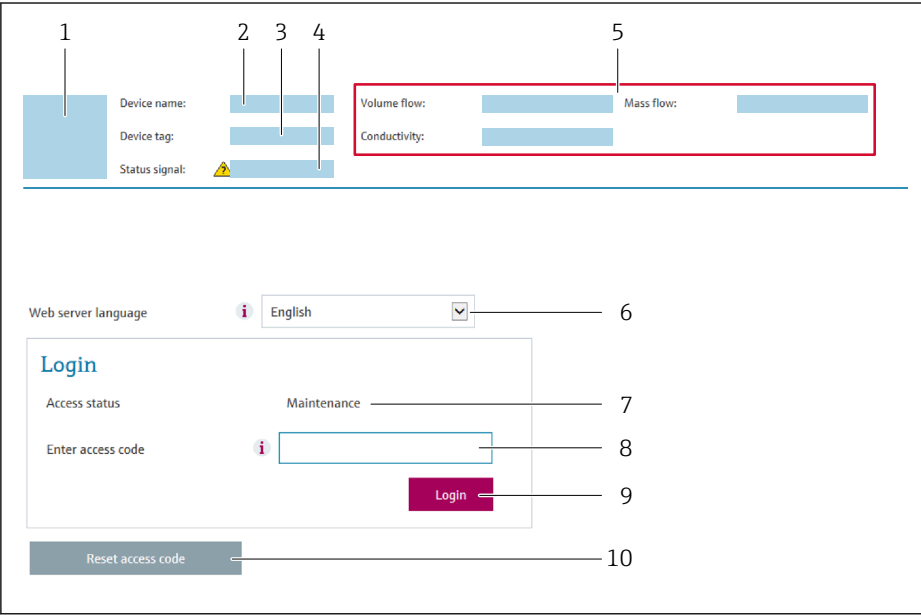 1 2 3 4 5
Device name: Volume flow: Mass flow:
Device tag: Conductivity:
Status signal: ?
Web server language i English 6
Login
Access status Maintenance 7
Enter access code i 8
Login 9
Reset access code 10